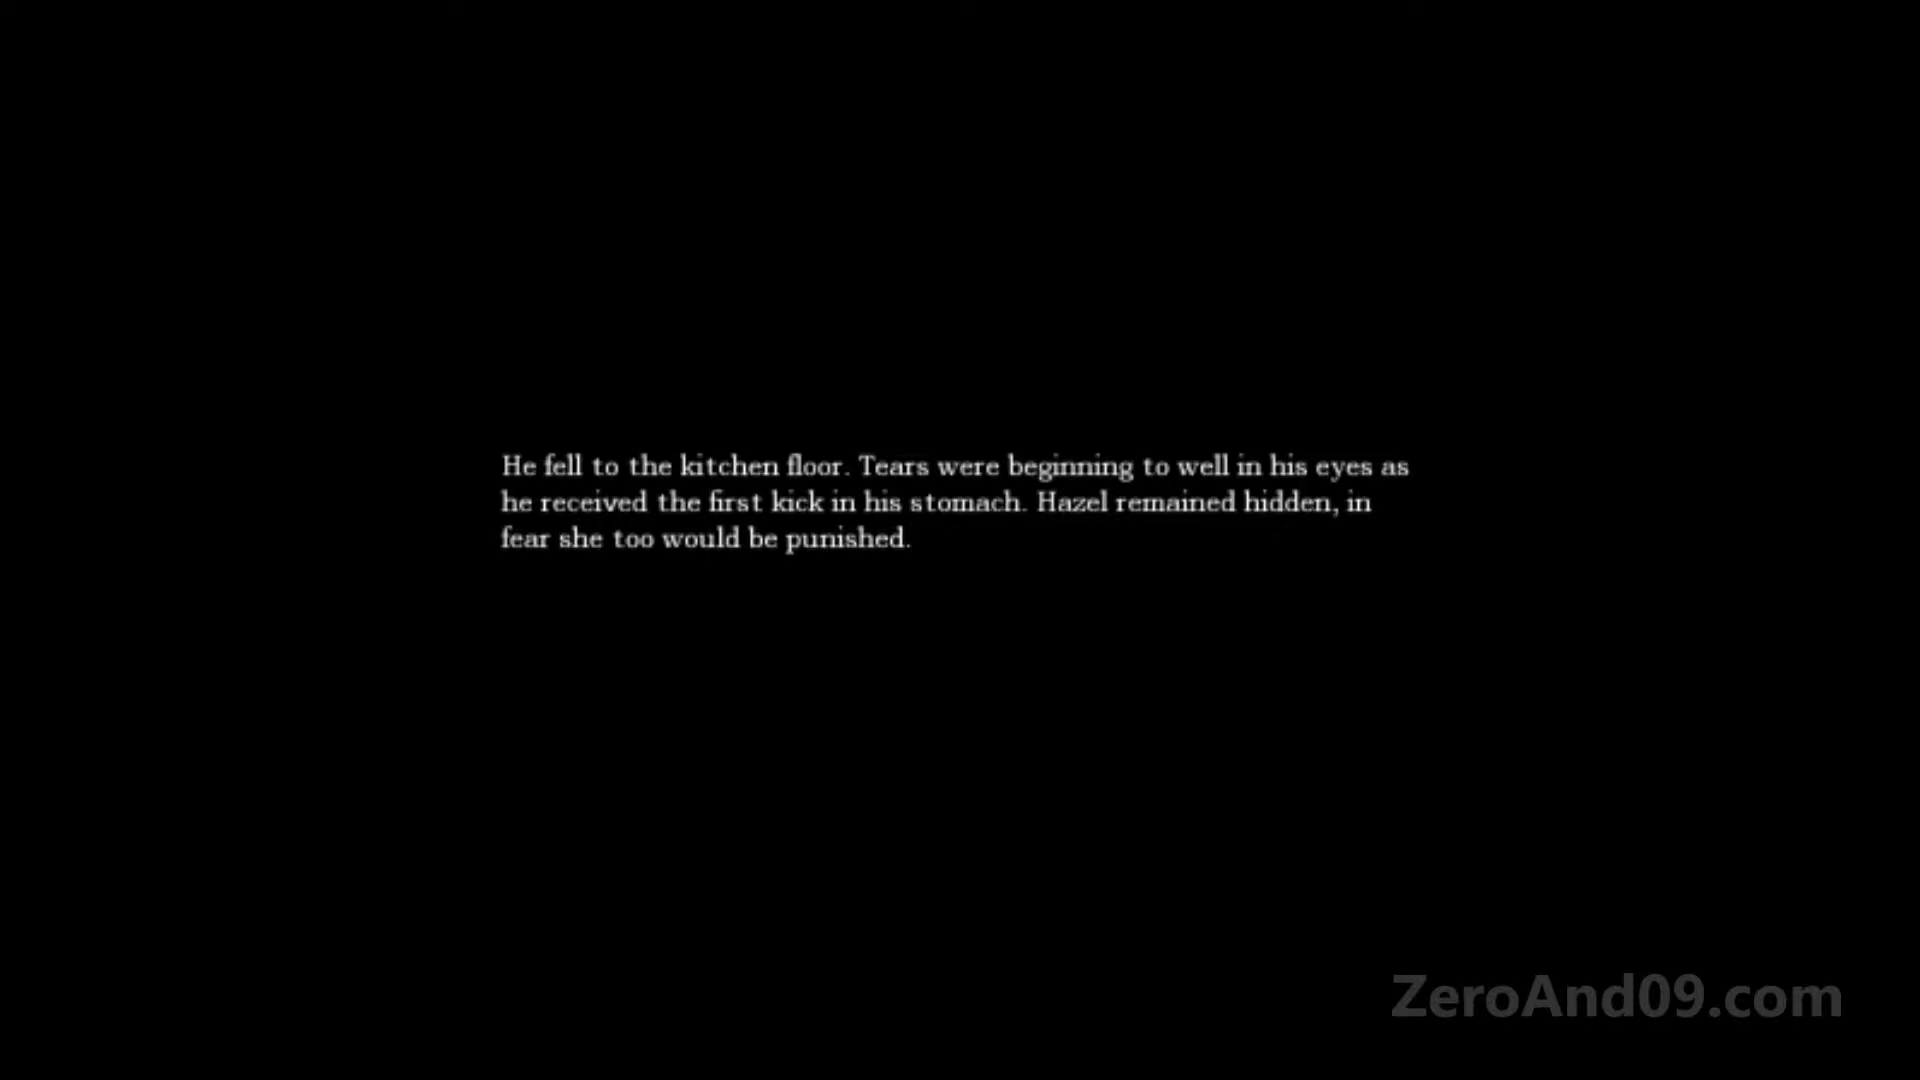 He fell to the kitchen floor. Tears were beginning to well in his eyes as
he received the first kick in his stomach. Hazel remained hidden, in
fear she too would be punished.
ZeroAnd09.com